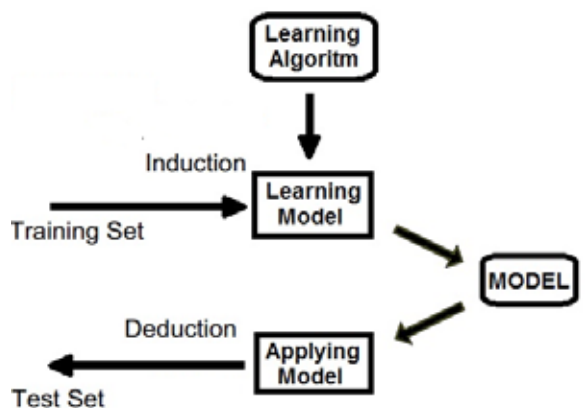 Learning
Algoritm
Induction
Learning
Model
Training Set
MODEL
Deduction
Applying
Model
Test Set